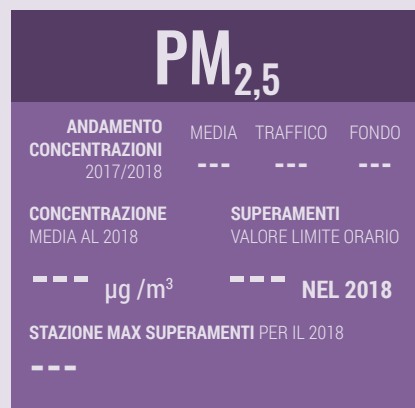 PM2,5
ANDAMENTO CONCENTRAZIONI 2017/2018
MEDIA TRAFFICO FONDO
--- --- ---
CONCENTRAZIONE
MEDIA AL 2018
--- µg /m³
SUPERAMENTI
VALORE LIMITE ORARIO
--- NEL 2018
STAZIONE MAX SUPERAMENTI PER IL 2018
---